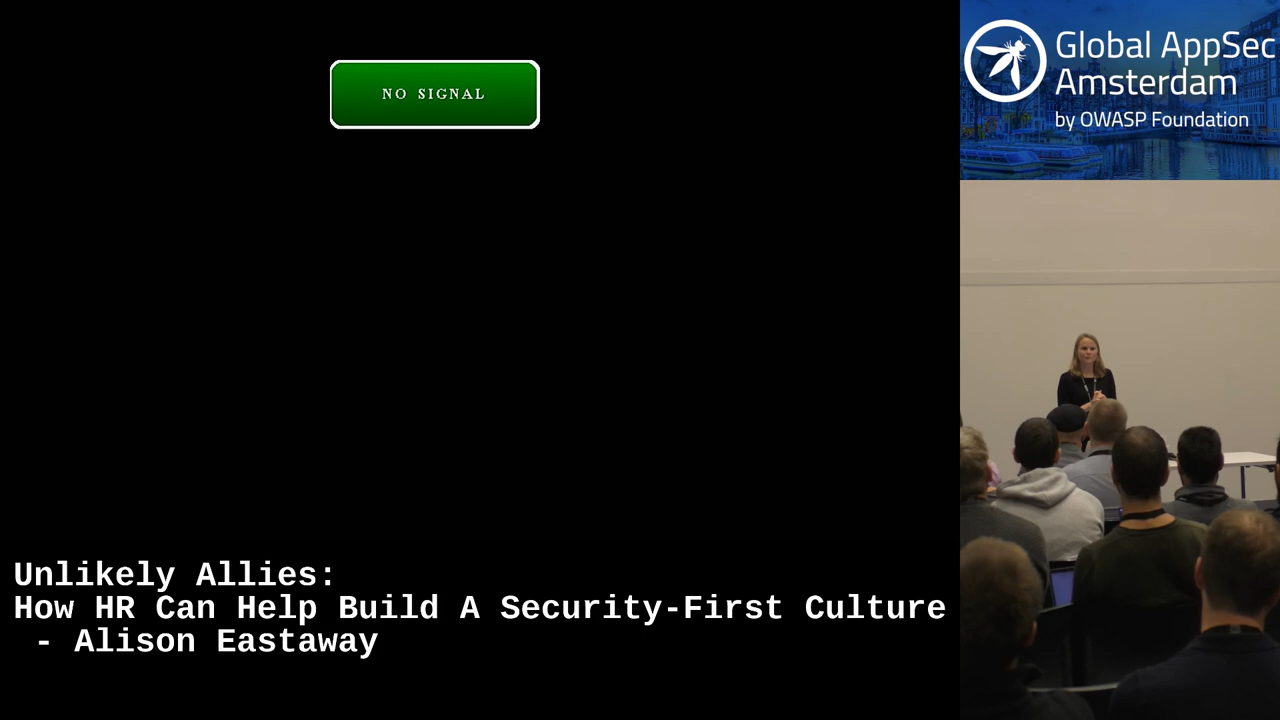 NO SIGNAL
Global AppSec
Amsterdam
by OWASP Foundation
Unlikely Allies:
How HR Can Help Build A Security-First Culture
- Alison Eastaway